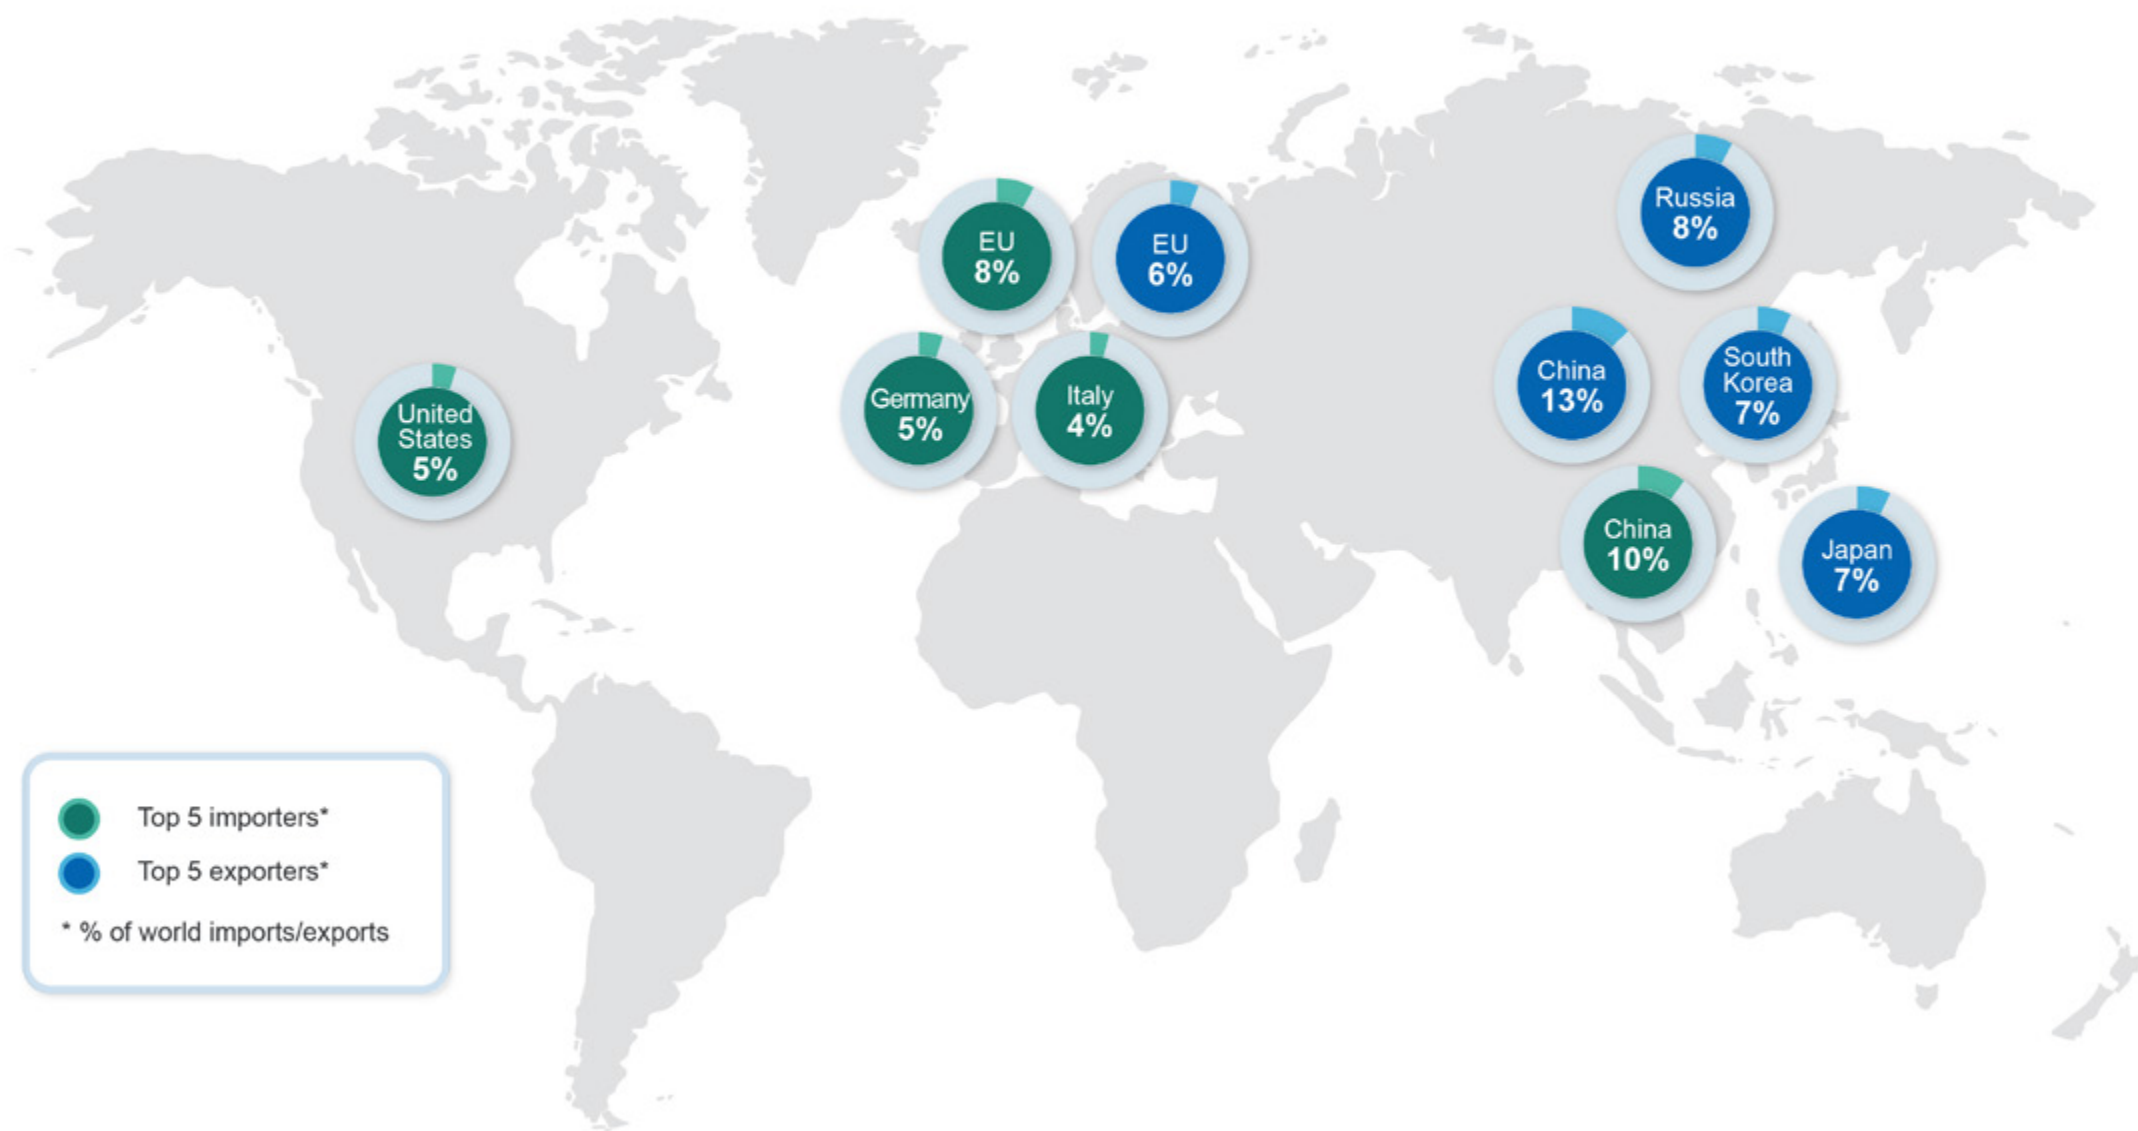 Russia
8%
EU
8%
EU
6%
United
States
5%
Germany
5%
Italy
4%
China
13%
South
Korea
7%
China
10%
Japan
7%
Top 5 importers*
Top 5 exporters*
* % of world imports/exports